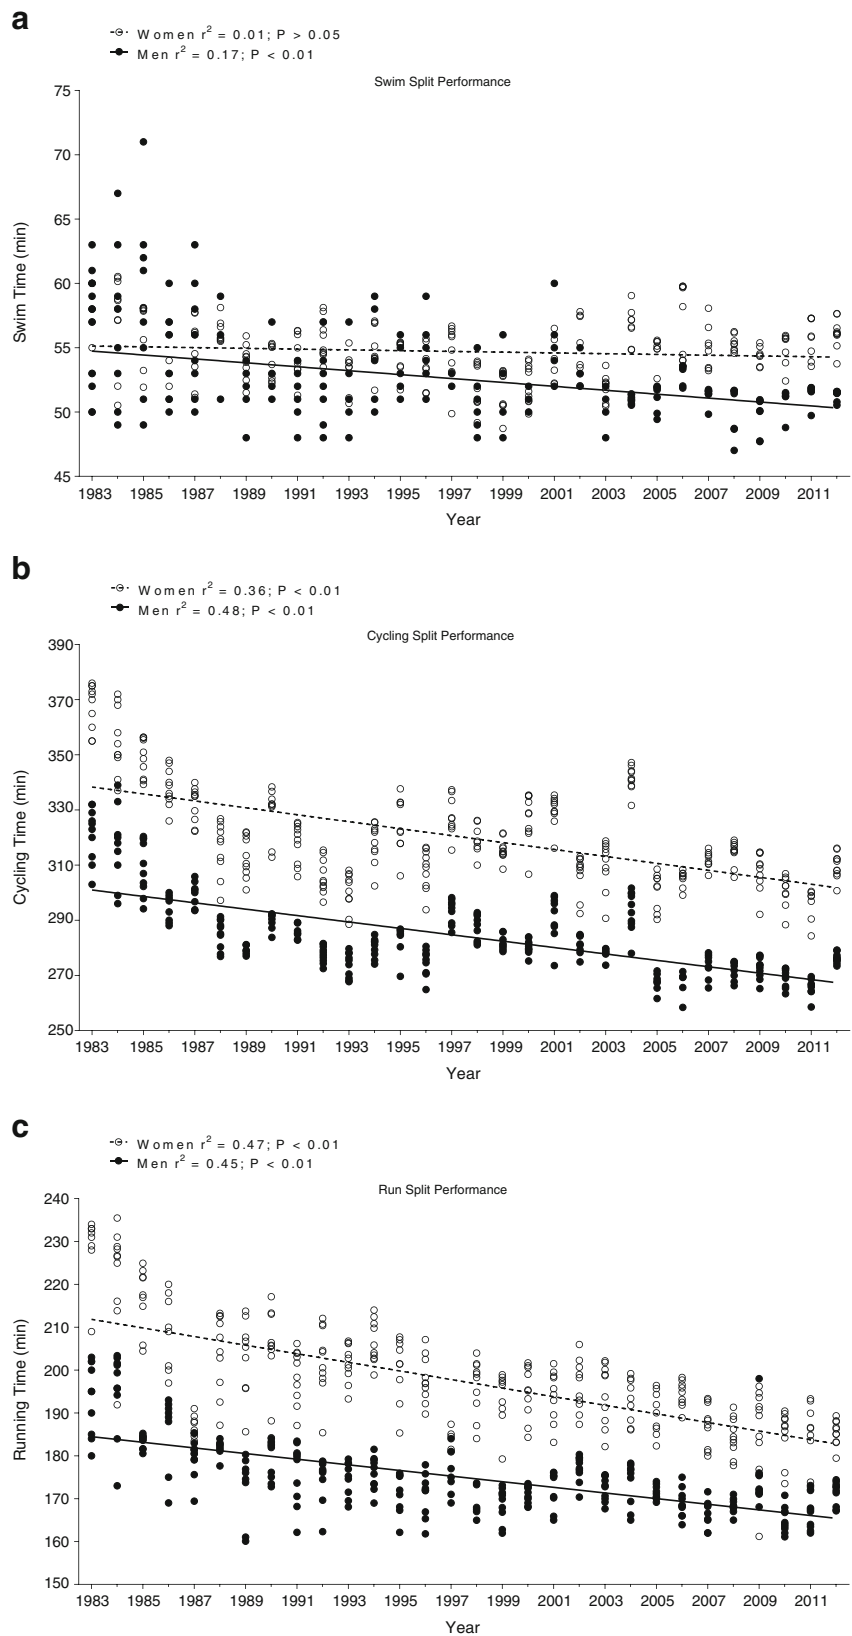 a
Women r² = 0.01; P > 0.05
Men r² = 0.17; P < 0.01
Swim Split Performance
75
70
65
60
55
50
45
Swim Time (min)
1983 1985 1987 1989 1991 1993 1995 1997 1999 2001 2003 2005 2007 2009 2011
Year
b
Women r² = 0.36; P < 0.01
Men r² = 0.48; P < 0.01
Cycling Split Performance
390
370
350
330
310
290
270
250
Cycling Time (min)
1983 1985 1987 1989 1991 1993 1995 1997 1999 2001 2003 2005 2007 2009 2011
Year
c
Women r² = 0.47; P < 0.01
Men r² = 0.45; P < 0.01
Run Split Performance
240
230
220
210
200
190
180
170
160
150
Running Time (min)
1983 1985 1987 1989 1991 1993 1995 1997 1999 2001 2003 2005 2007 2009 2011
Year